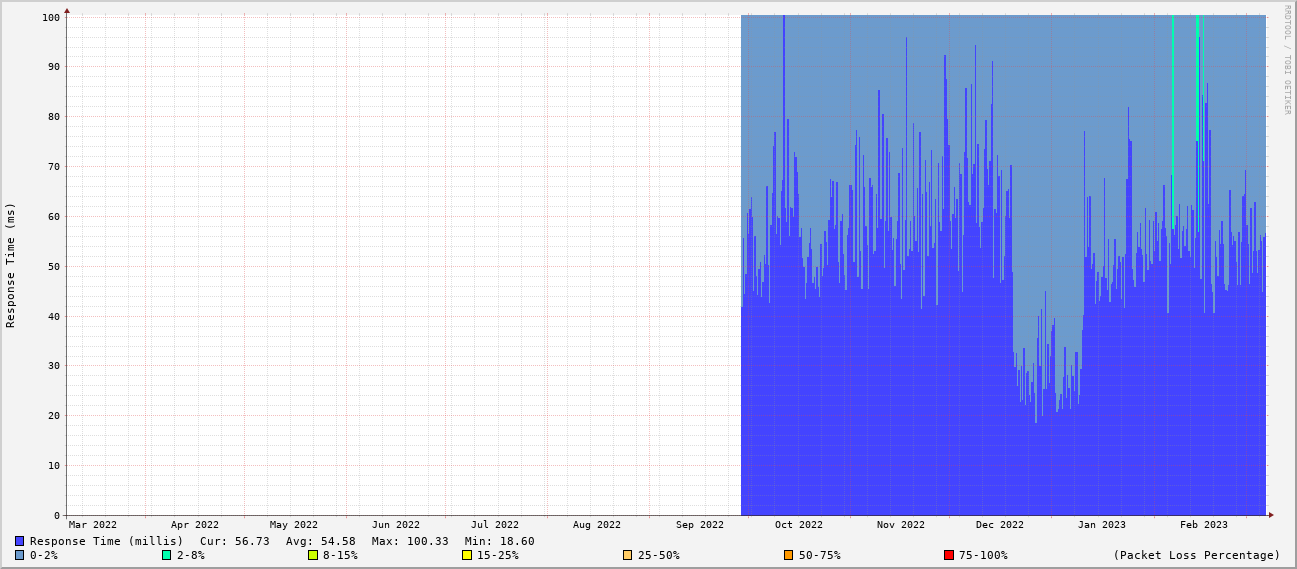 100
90
80
70
60
50
40
30
20
10
0
Response Time (ms)
RRDTOOL / TOBI OETIKER
Mar 2022 Apr 2022 May 2022 Jun 2022 Jul 2022 Aug 2022 Sep 2022 Oct 2022 Nov 2022 Dec 2022 Jan 2023 Feb 2023
Response Time (millis) Cur: 56.73 Avg: 54.58 Max: 100.33 Min: 18.60
0-2% 2-8% 8-15% 15-25% 25-50% 50-75% 75-100% (Packet Loss Percentage)